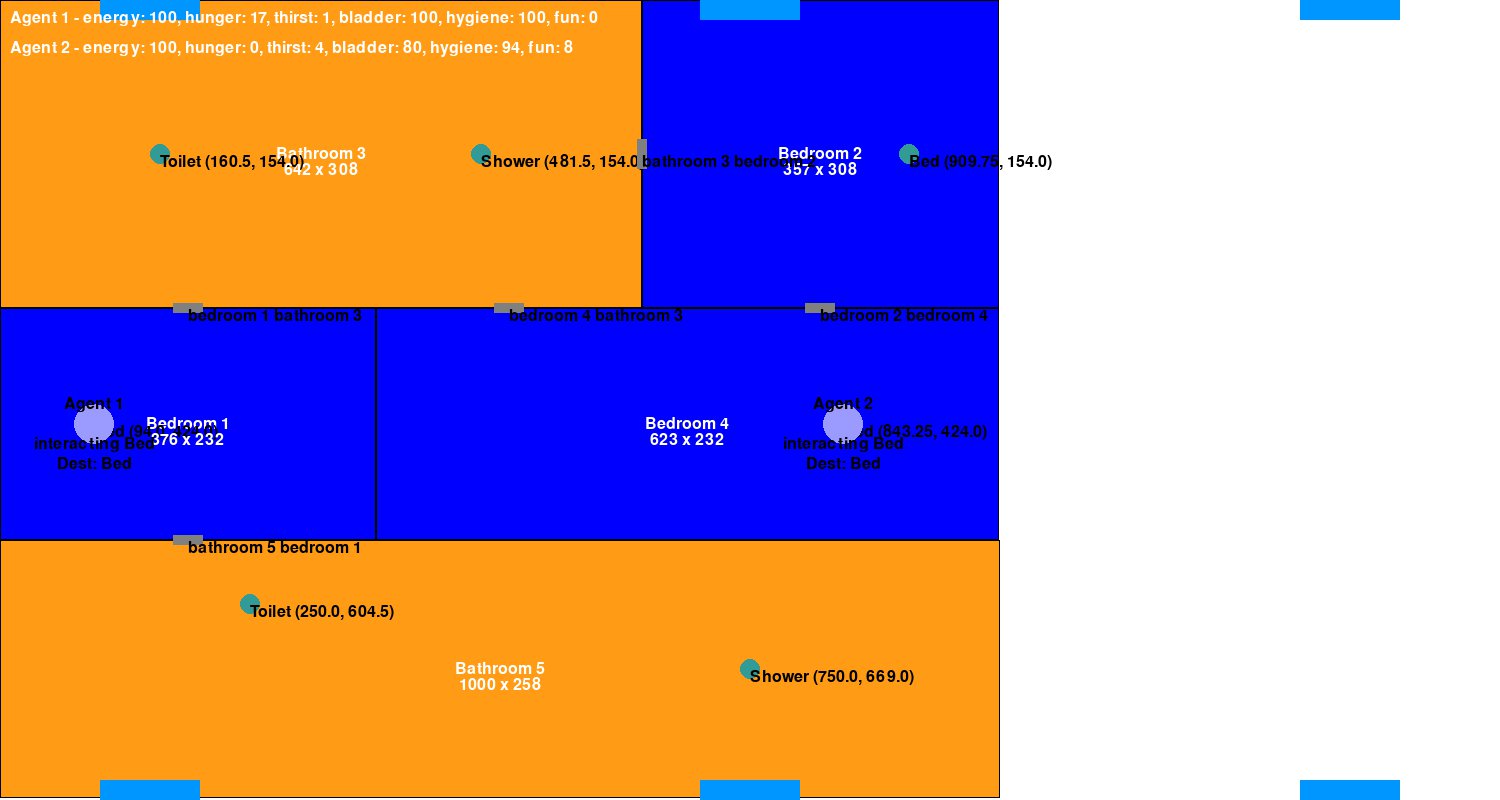 Agent 1 - energy: 100, hunger: 17, thirst: 1, bladder: 100, hygiene: 100, fun: 0
Agent 2 - energy: 100, hunger: 0, thirst: 4, bladder: 80, hygiene: 94, fun: 8
Bathroom 3
642 x 308
Toilet (160.5, 154.0)
Shower (481.5, 154.0
bathroom 3 bedroom 2
Bedroom 2
357 x 308
Bed (909.75, 154.0)
bedroom 1 bathroom 3
bedroom 4 bathroom 3
bedroom 2 bedroom 4
Agent 1
Bedroom 1
376 x 232
interacting Bed
Dest: Bed
Bedroom 4
623 x 232
Agent 2
(843.25, 424.0)
interacting Bed
Dest: Bed
bathroom 5 bedroom 1
Toilet (250.0, 604.5)
Bathroom 5
1000 x 258
Shower (750.0, 669.0)